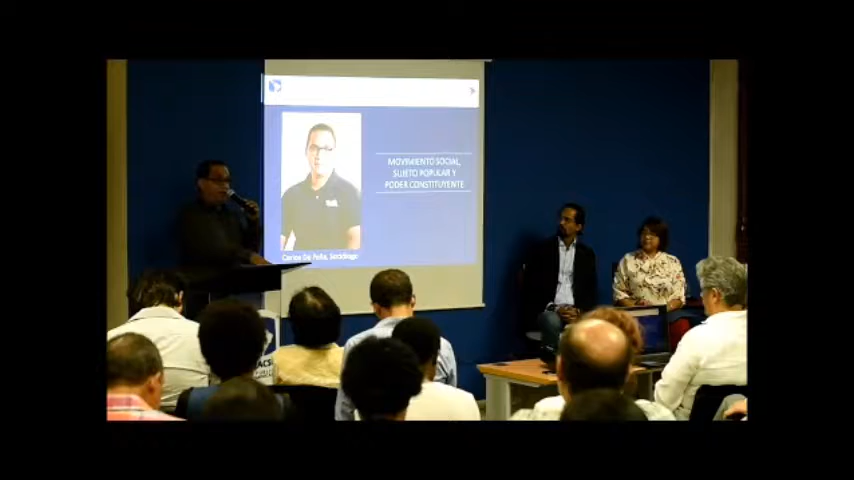 MOVIMIENTO SOCIAL,
SUJETO POPULAR Y
PODER CONSTITUYENTE
Carlos De Peña, Sociólogo